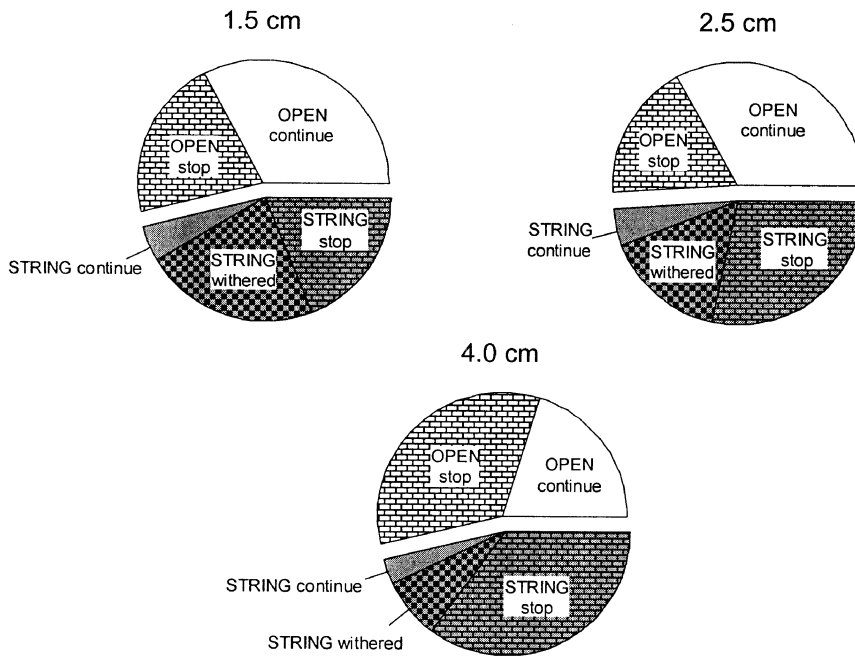 1.5 cm
OPEN
continue
OPEN
stop
STRING
stop
STRING
withered
STRING continue
2.5 cm
OPEN
continue
OPEN
stop
STRING
continue
STRING
withered
STRING
stop
4.0 cm
OPEN
stop
OPEN
continue
STRING continue
STRING
stop
STRING withered